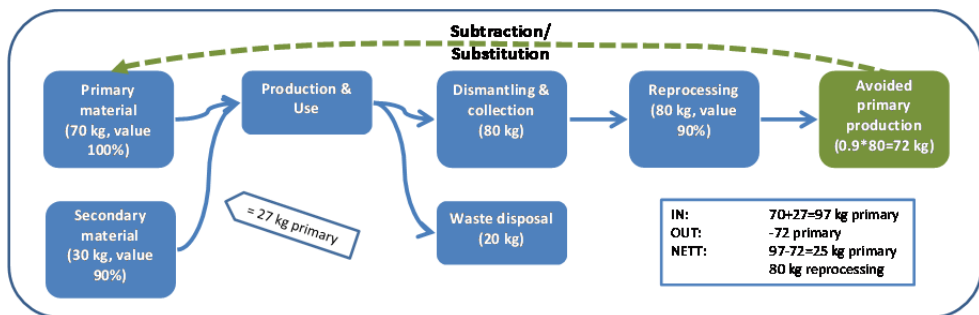 Subtraction/
Substitution
Primary
material
(70 kg, value
100%)
Production &
Use
Dismantling &
collection
(80 kg)
Reprocessing
(80 kg, value
90%)
Avoided
primary
production
(0.9*80=72 kg)
Secondary
material
(30 kg, value
90%)
= 27 kg primary
Waste disposal
(20 kg)
IN: 70+27=97 kg primary
OUT: -72 primary
NETT: 97-72=25 kg primary
80 kg reprocessing